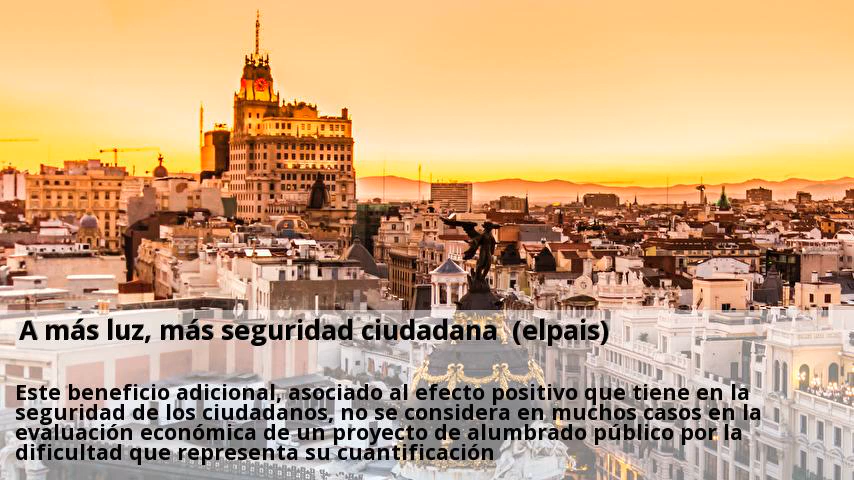 A más luz, más seguridad ciudadana (elpais)
Este beneficio adicional, asociado al efecto positivo que tiene en la
seguridad de los ciudadanos, no se considera en muchos casos en la
evaluación económica de un proyecto de alumbrado público por la
dificultad que representa su cuantificación